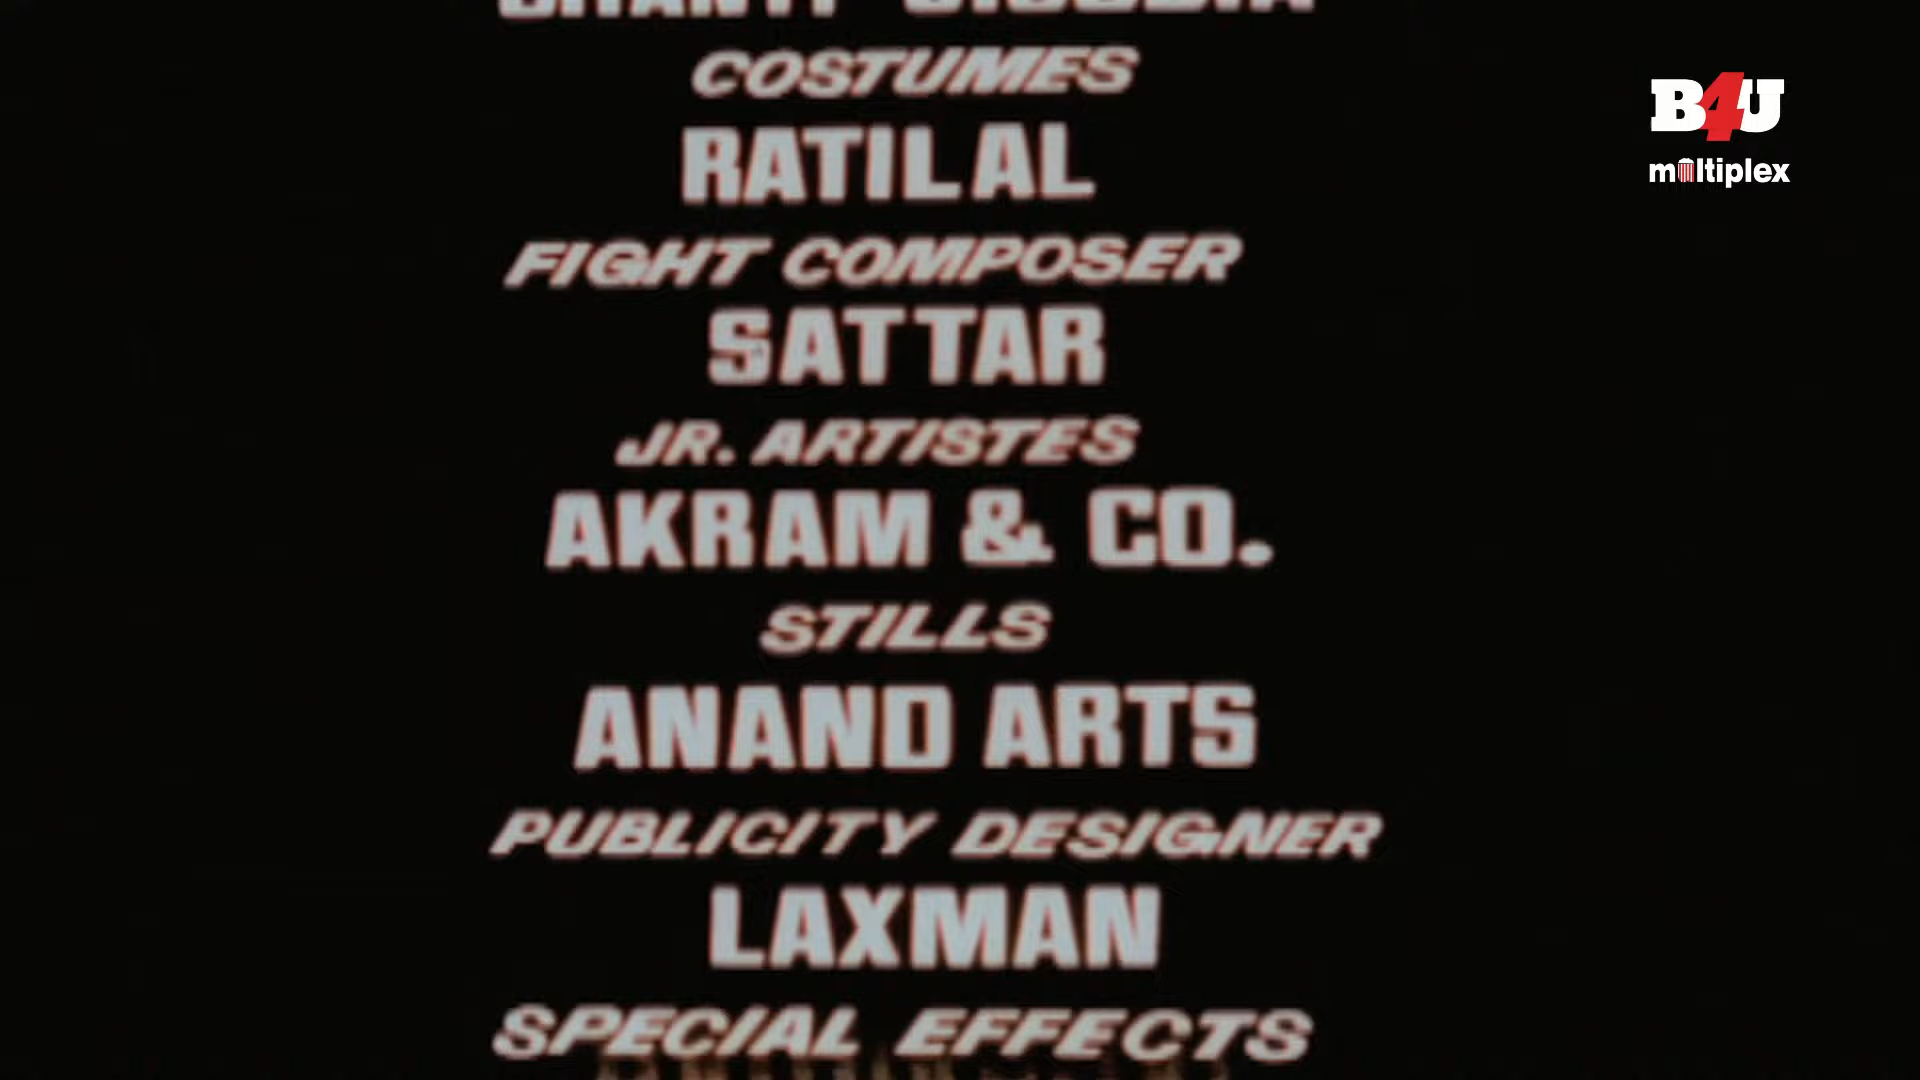 COSTUMES
RATILAL
FIGHT COMPOSER
SATTAR
JR. ARTISTES
AKRAM & CO.
STILLS
ANAND ARTS
PUBLICITY DESIGNER
LAXMAN
SPECIAL EFFECTS
B4U
multiplex